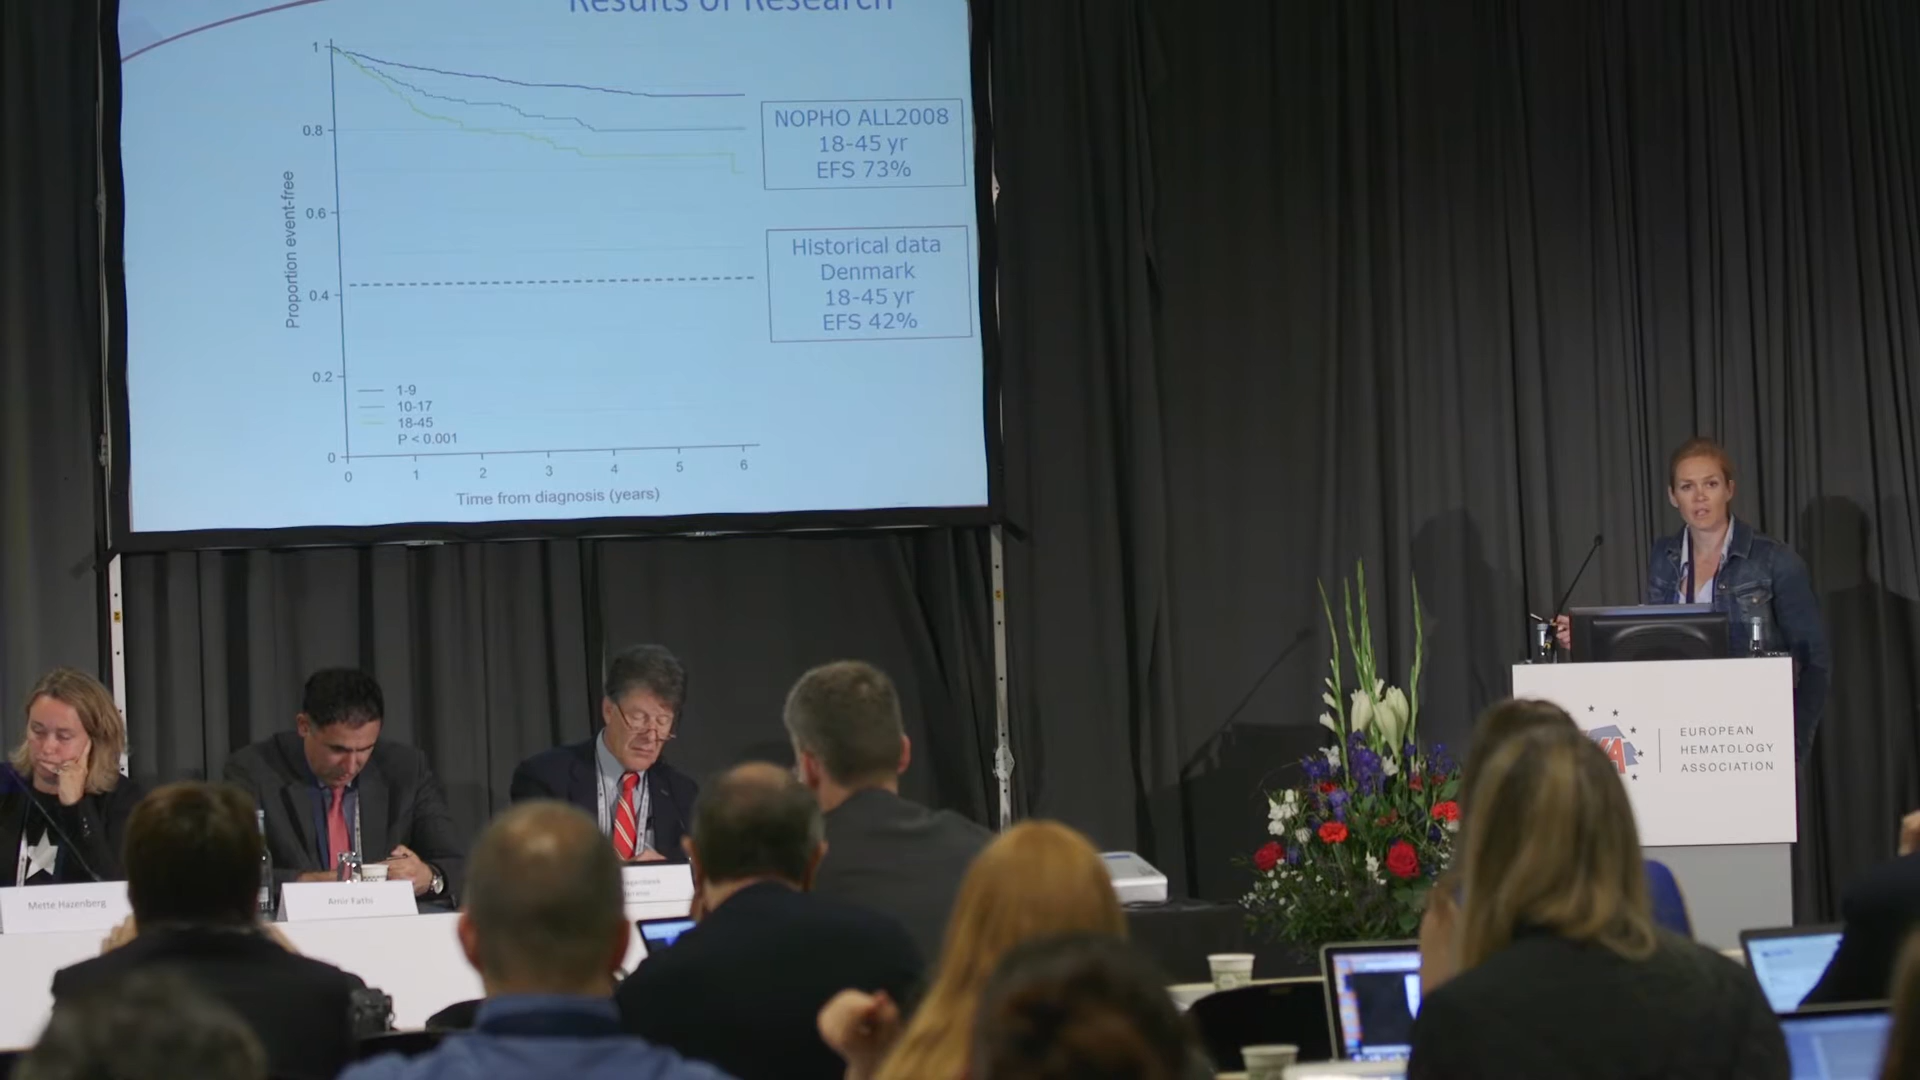 Results of Research
1
0.8
0.6
0.4
0.2
0
Proportion event-free
1-9
10-17
18-45
P < 0.001
0
1
2
3
4
5
6
Time from diagnosis (years)
NOPHO ALL2008
18-45 yr
EFS 73%
Historical data
Denmark
18-45 yr
EFS 42%
EUROPEAN
HEMATOLOGY
ASSOCIATION
Mette Hazenberg
Amir Fathi